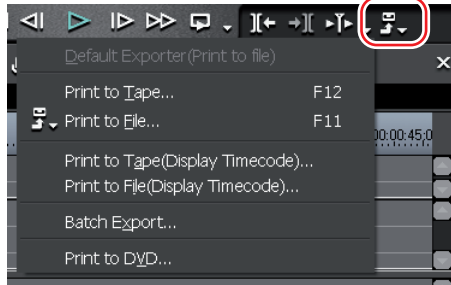 Default Exporter(Print to file)
Print to Tape... F12
Print to File... F11
00:00:45;0
Print to Tape(Display Timecode)...
Print to File(Display Timecode)...
Batch Export...
Print to DVD...